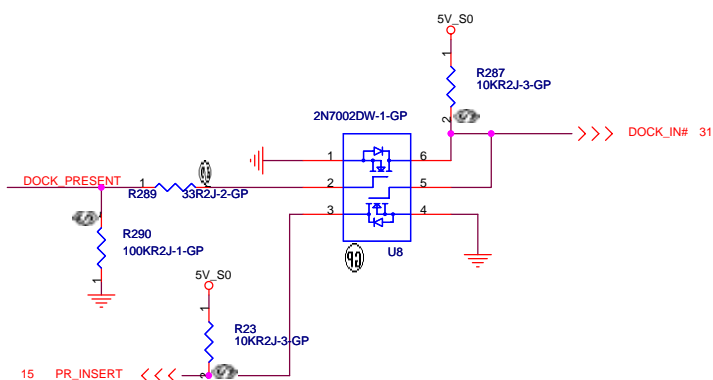 5V_S0
1
R287
10KR2J-3-GP
2
2N7002DW-1-GP
DOCK_IN# 31
1 6
DOCK_PRESENT 1
2 5
R289 33R2J-2-GP
3 4
R290
100KR2J-1-GP
1
U8
GP
5V_S0
1
R23
10KR2J-3-GP
2
15 PR_INSERT